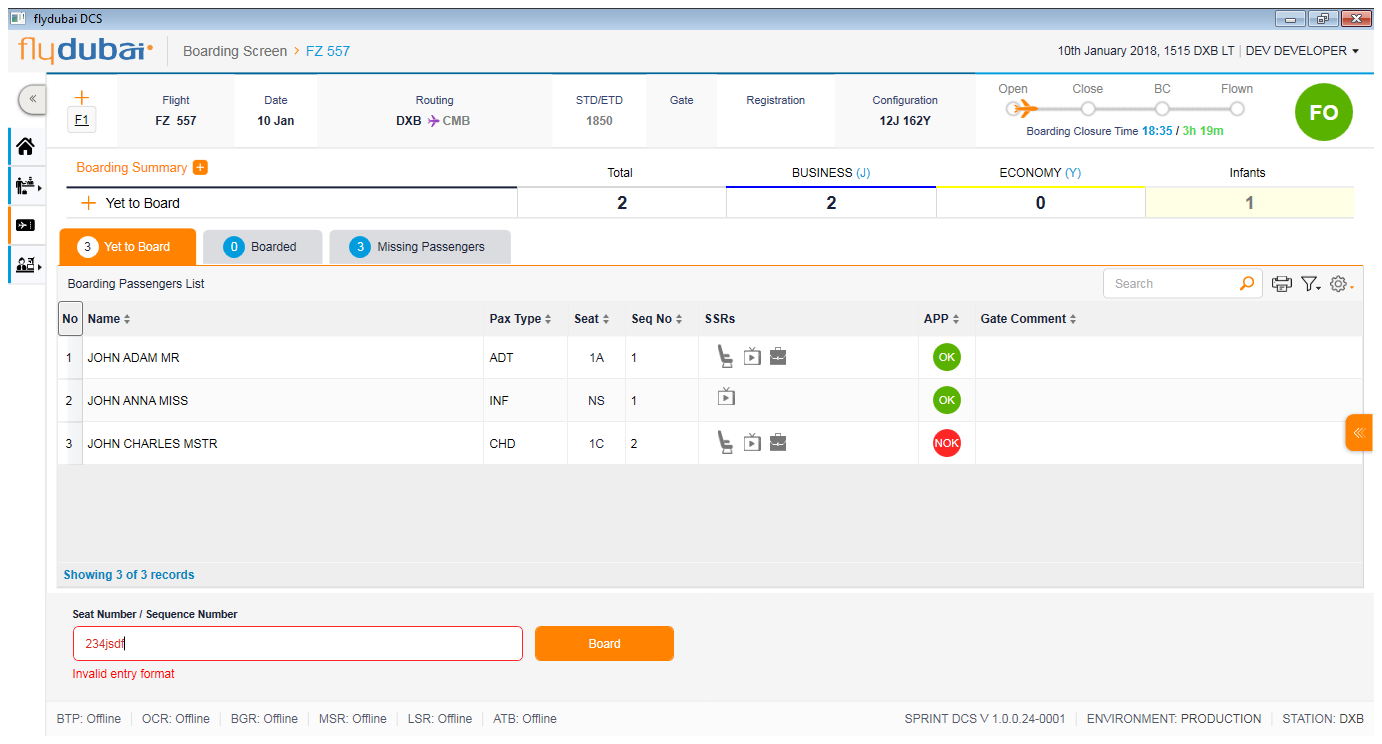 flydubai DCS
flydubai
Boarding Screen > FZ 557
10th January 2018, 1515 DXB LT | DEV DEVELOPER
F1
Flight
FZ 557
Date
10 Jan
Routing
DXB CMB
STD/ETD
1850
Gate
Registration
Configuration
12J 162Y
Open Close BC Flown
Boarding Closure Time 18:35 / 3h 19m
FO
Boarding Summary +
Total BUSINESS (J) ECONOMY (Y) Infants
+ Yet to Board 2 2 0 1
3 Yet to Board 0 Boarded 3 Missing Passengers
Boarding Passengers List Search
No Name Pax Type Seat Seq No SSRs APP Gate Comment
1 JOHN ADAM MR ADT 1A 1 OK
2 JOHN ANNA MISS INF NS 1 OK
3 JOHN CHARLES MSTR CHD 1C 2 NOK
Showing 3 of 3 records
Seat Number / Sequence Number
234jsdf Board
Invalid entry format
BTP: Offline OCR: Offline BGR: Offline MSR: Offline LSR: Offline ATB: Offline SPRINT DCS V 1.0.0.24-0001 ENVIRONMENT: PRODUCTION STATION: DXB